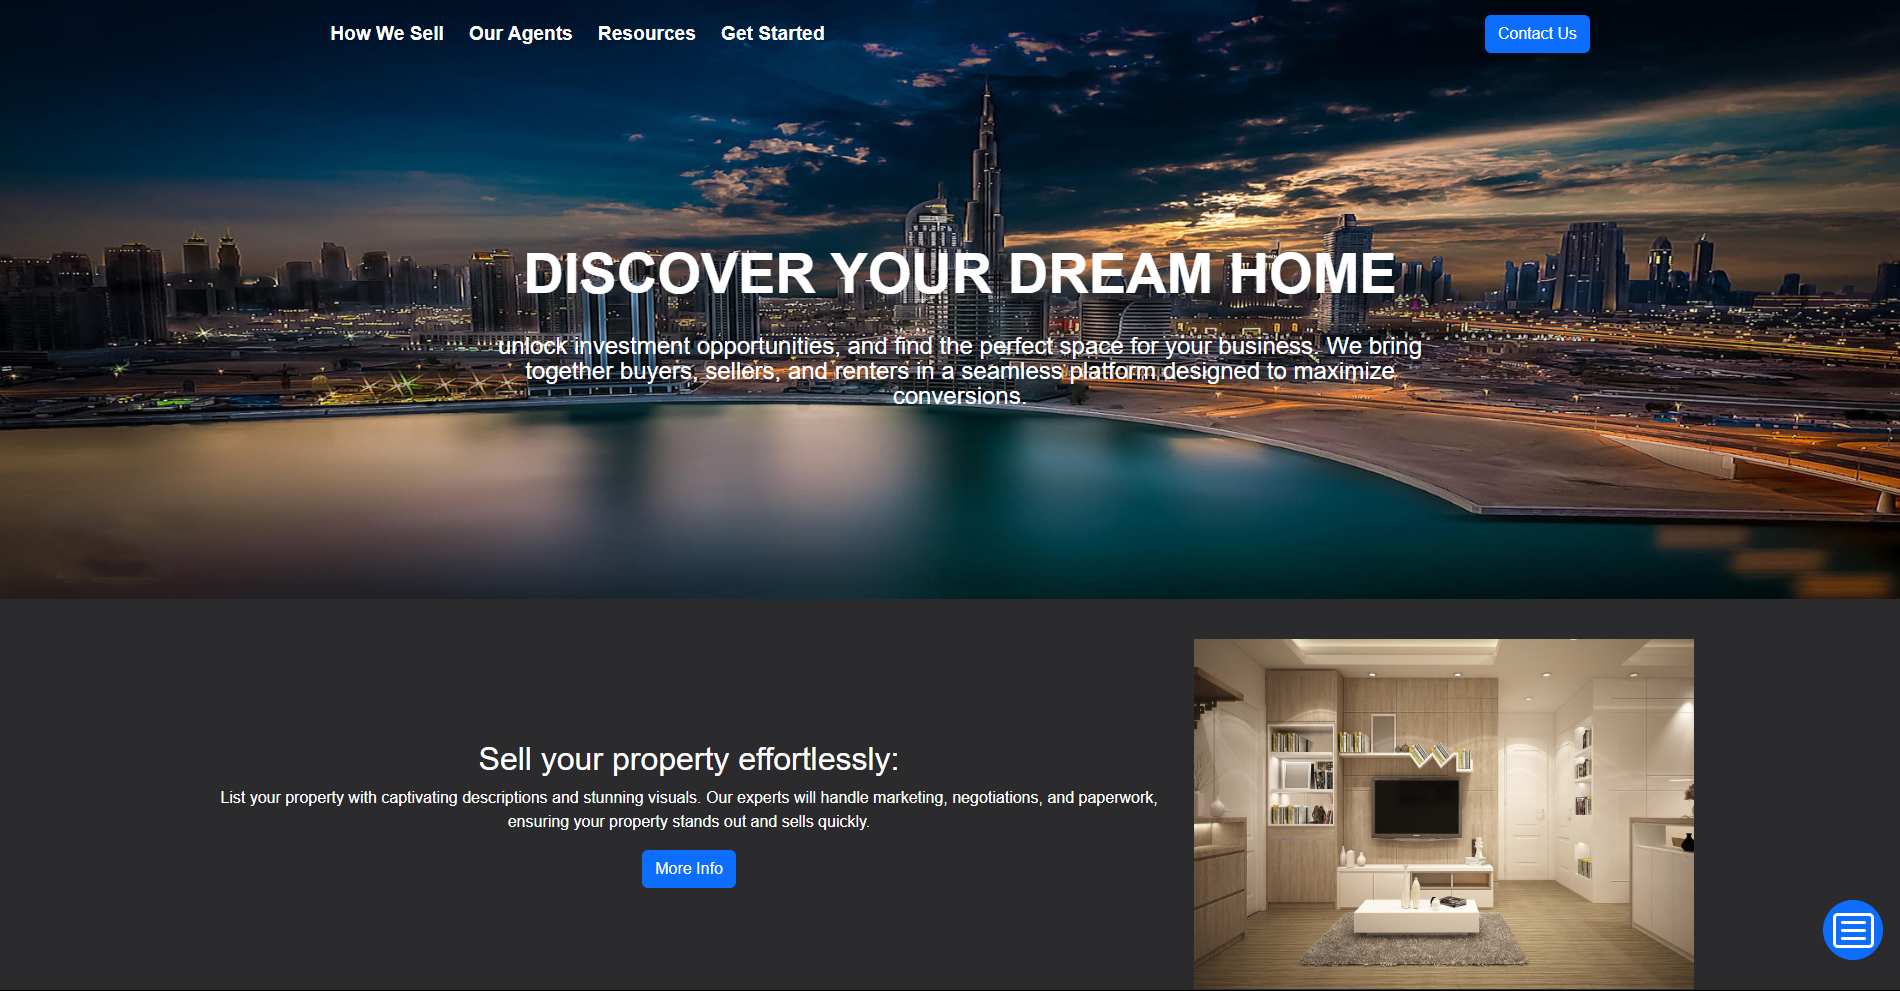 How We Sell Our Agents Resources Get Started Contact Us
DISCOVER YOUR DREAM HOME
unlock investment opportunities, and find the perfect space for your business. We bring
together buyers, sellers, and renters in a seamless platform designed to maximize
conversions.
Sell your property effortlessly:
List your property with captivating descriptions and stunning visuals. Our experts will handle marketing, negotiations, and paperwork,
ensuring your property stands out and sells quickly.
More Info